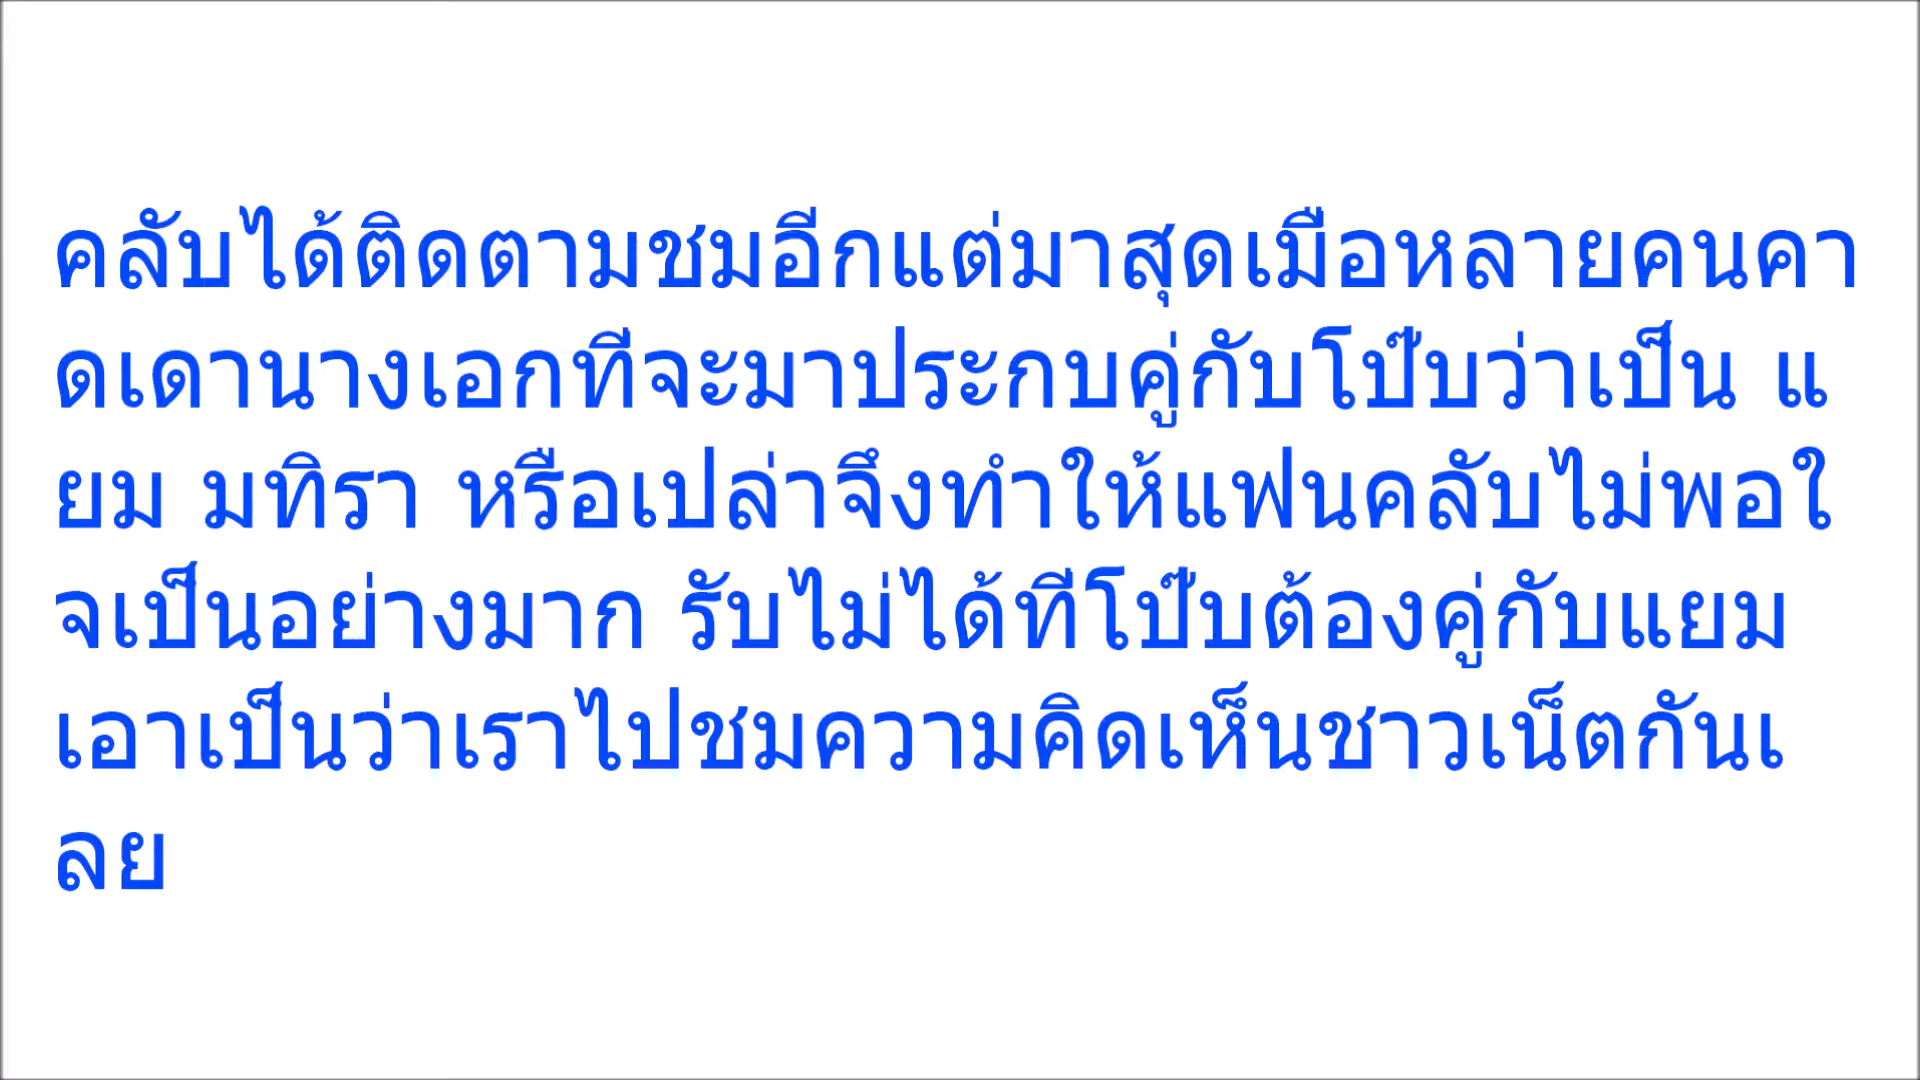 คลับได้ติดตามชมอีกแต่มาสุดเมื่อหลายคนคา
ดเดานางเอกที่จะมาประกบคู่กับโป๊บว่าเป็น แ
ยม มทิรา หรือเปล่าจึงทำให้แฟนคลับไม่พอใ
จเป็นอย่างมาก รับไม่ได้ที่โป๊บต้องคู่กับแยม
เอาเป็นว่าเราไปชมความคิดเห็นชาวเน็ตกันเ
ลย